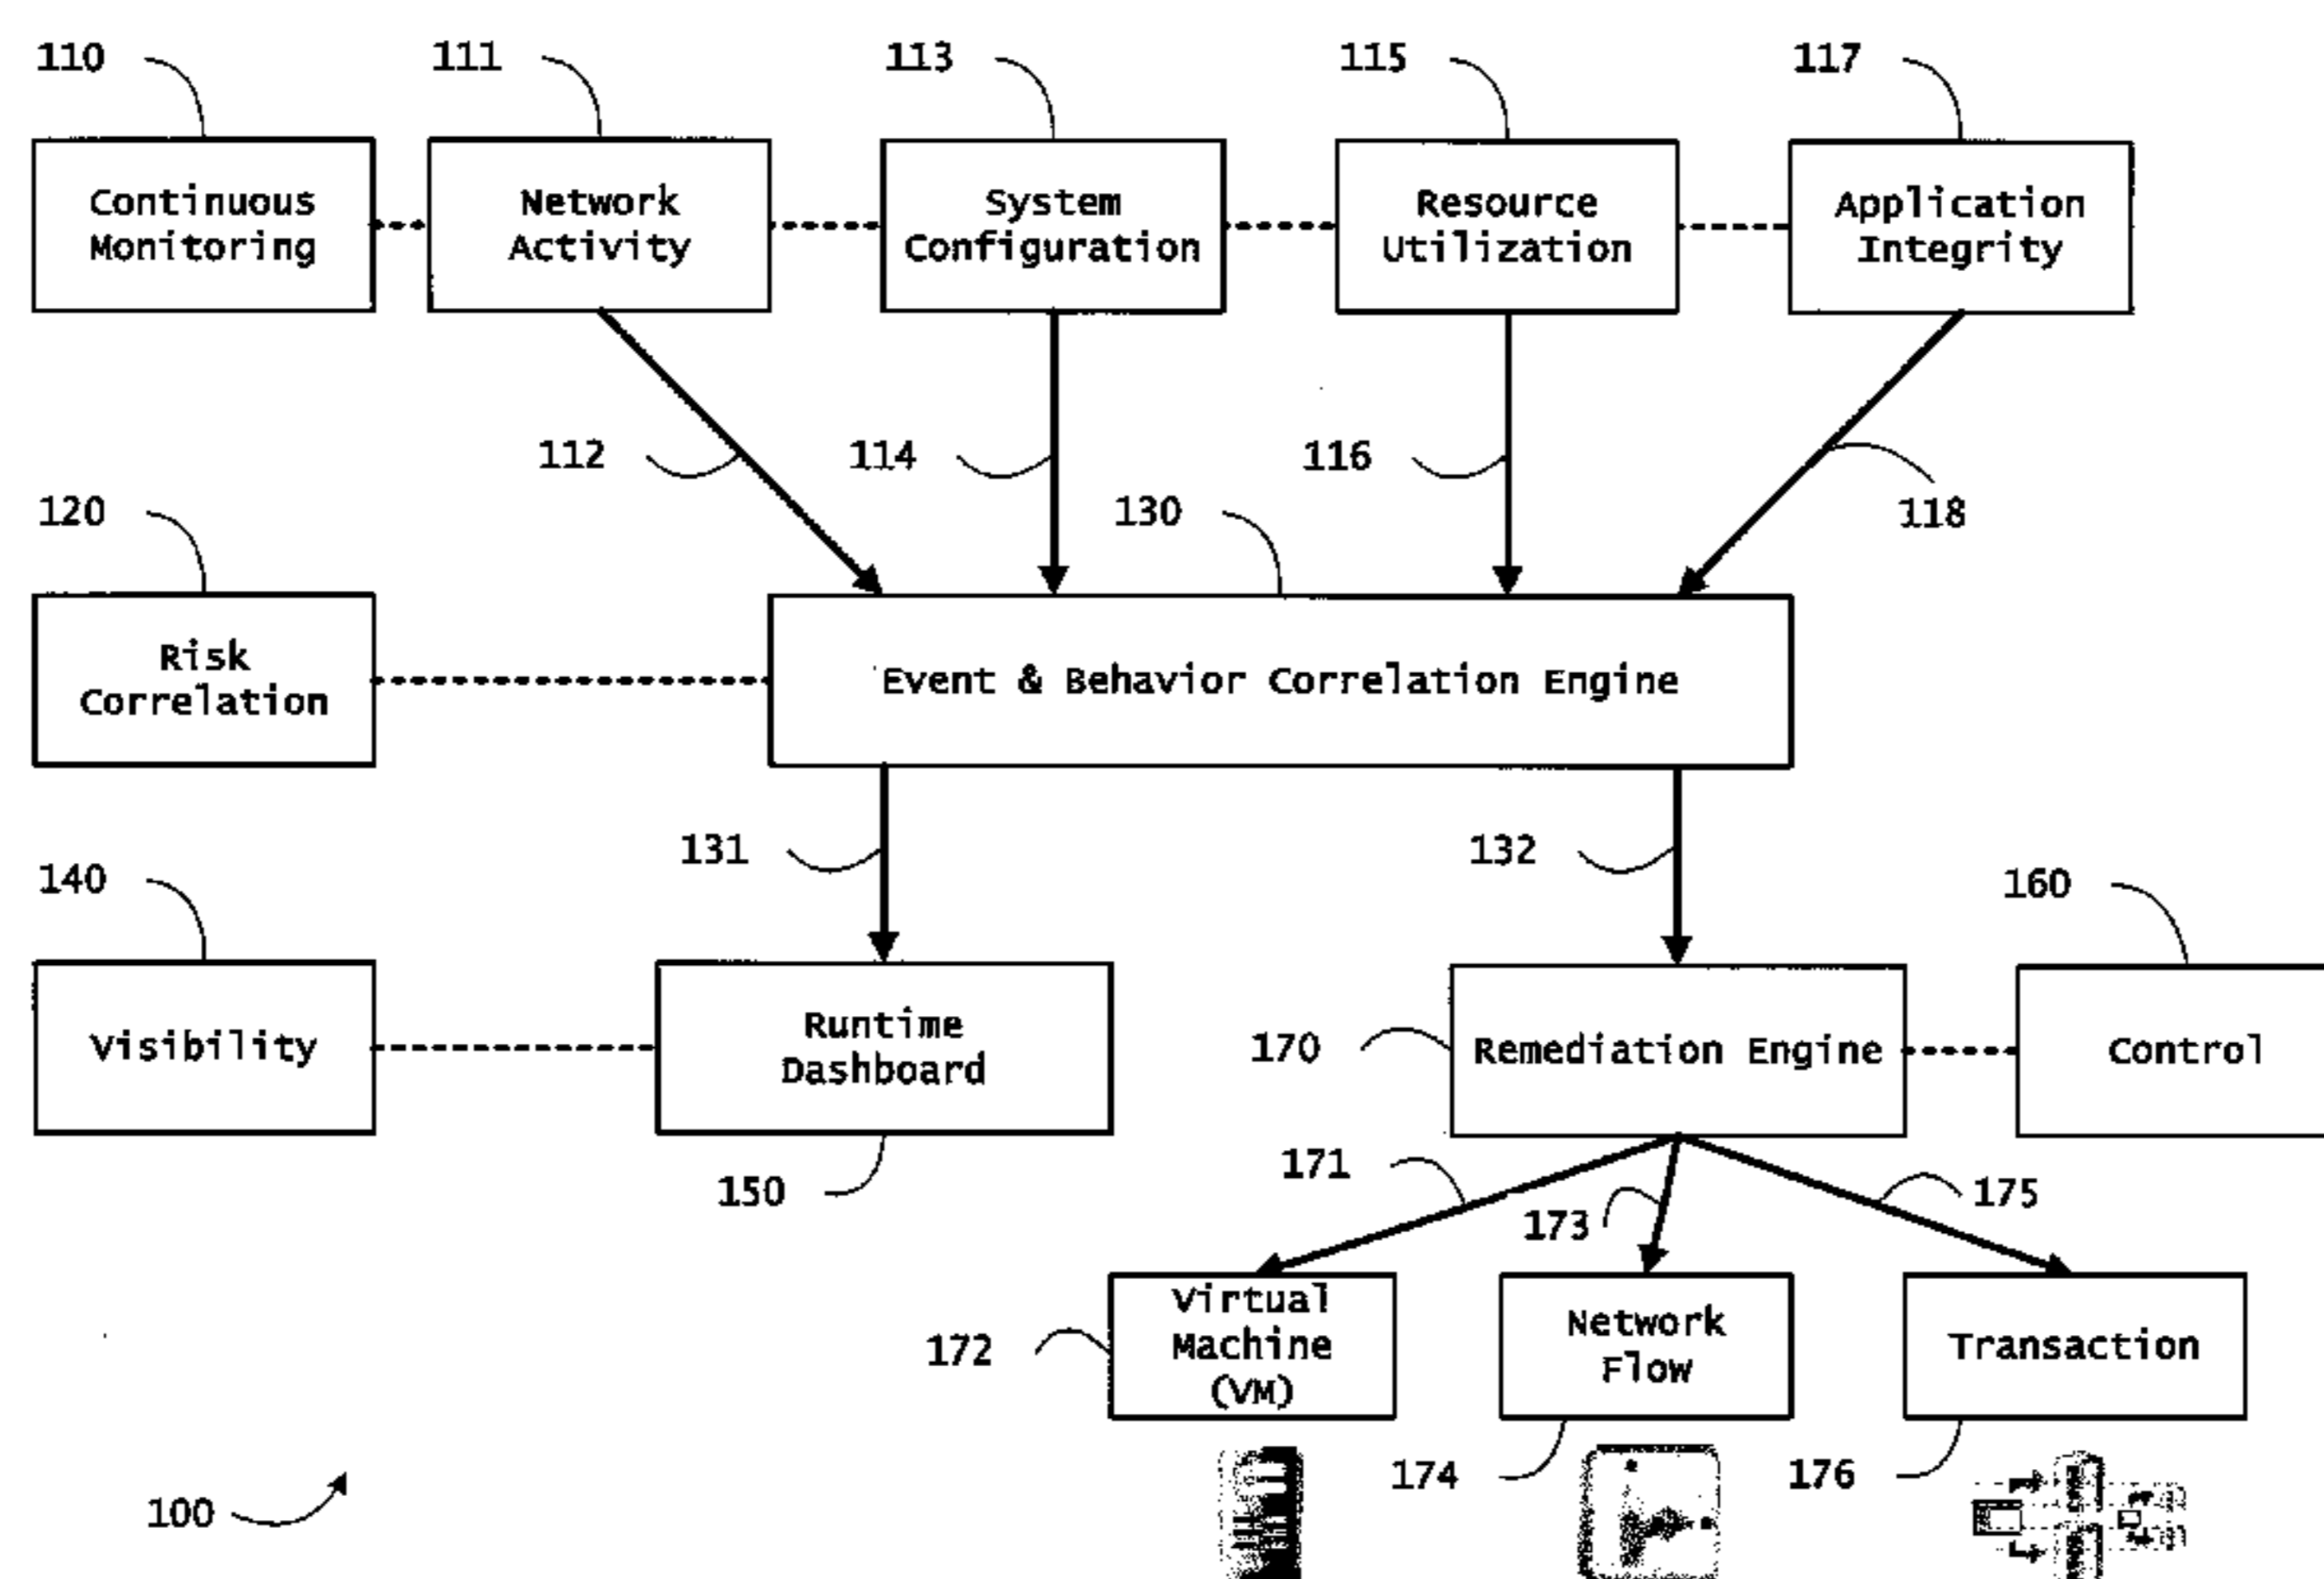 110
111
113
115
117
Continuous
Monitoring
Network
Activity
System
Configuration
Resource
Utilization
Application
Integrity
112
114
116
118
120
130
Risk
Correlation
Event & Behavior Correlation Engine
131
132
140
160
Visibility
Runtime
Dashboard
170
Remediation Engine
Control
150
171
173
175
172
Virtual
Machine
(VM)
Network
Flow
Transaction
174
176
100